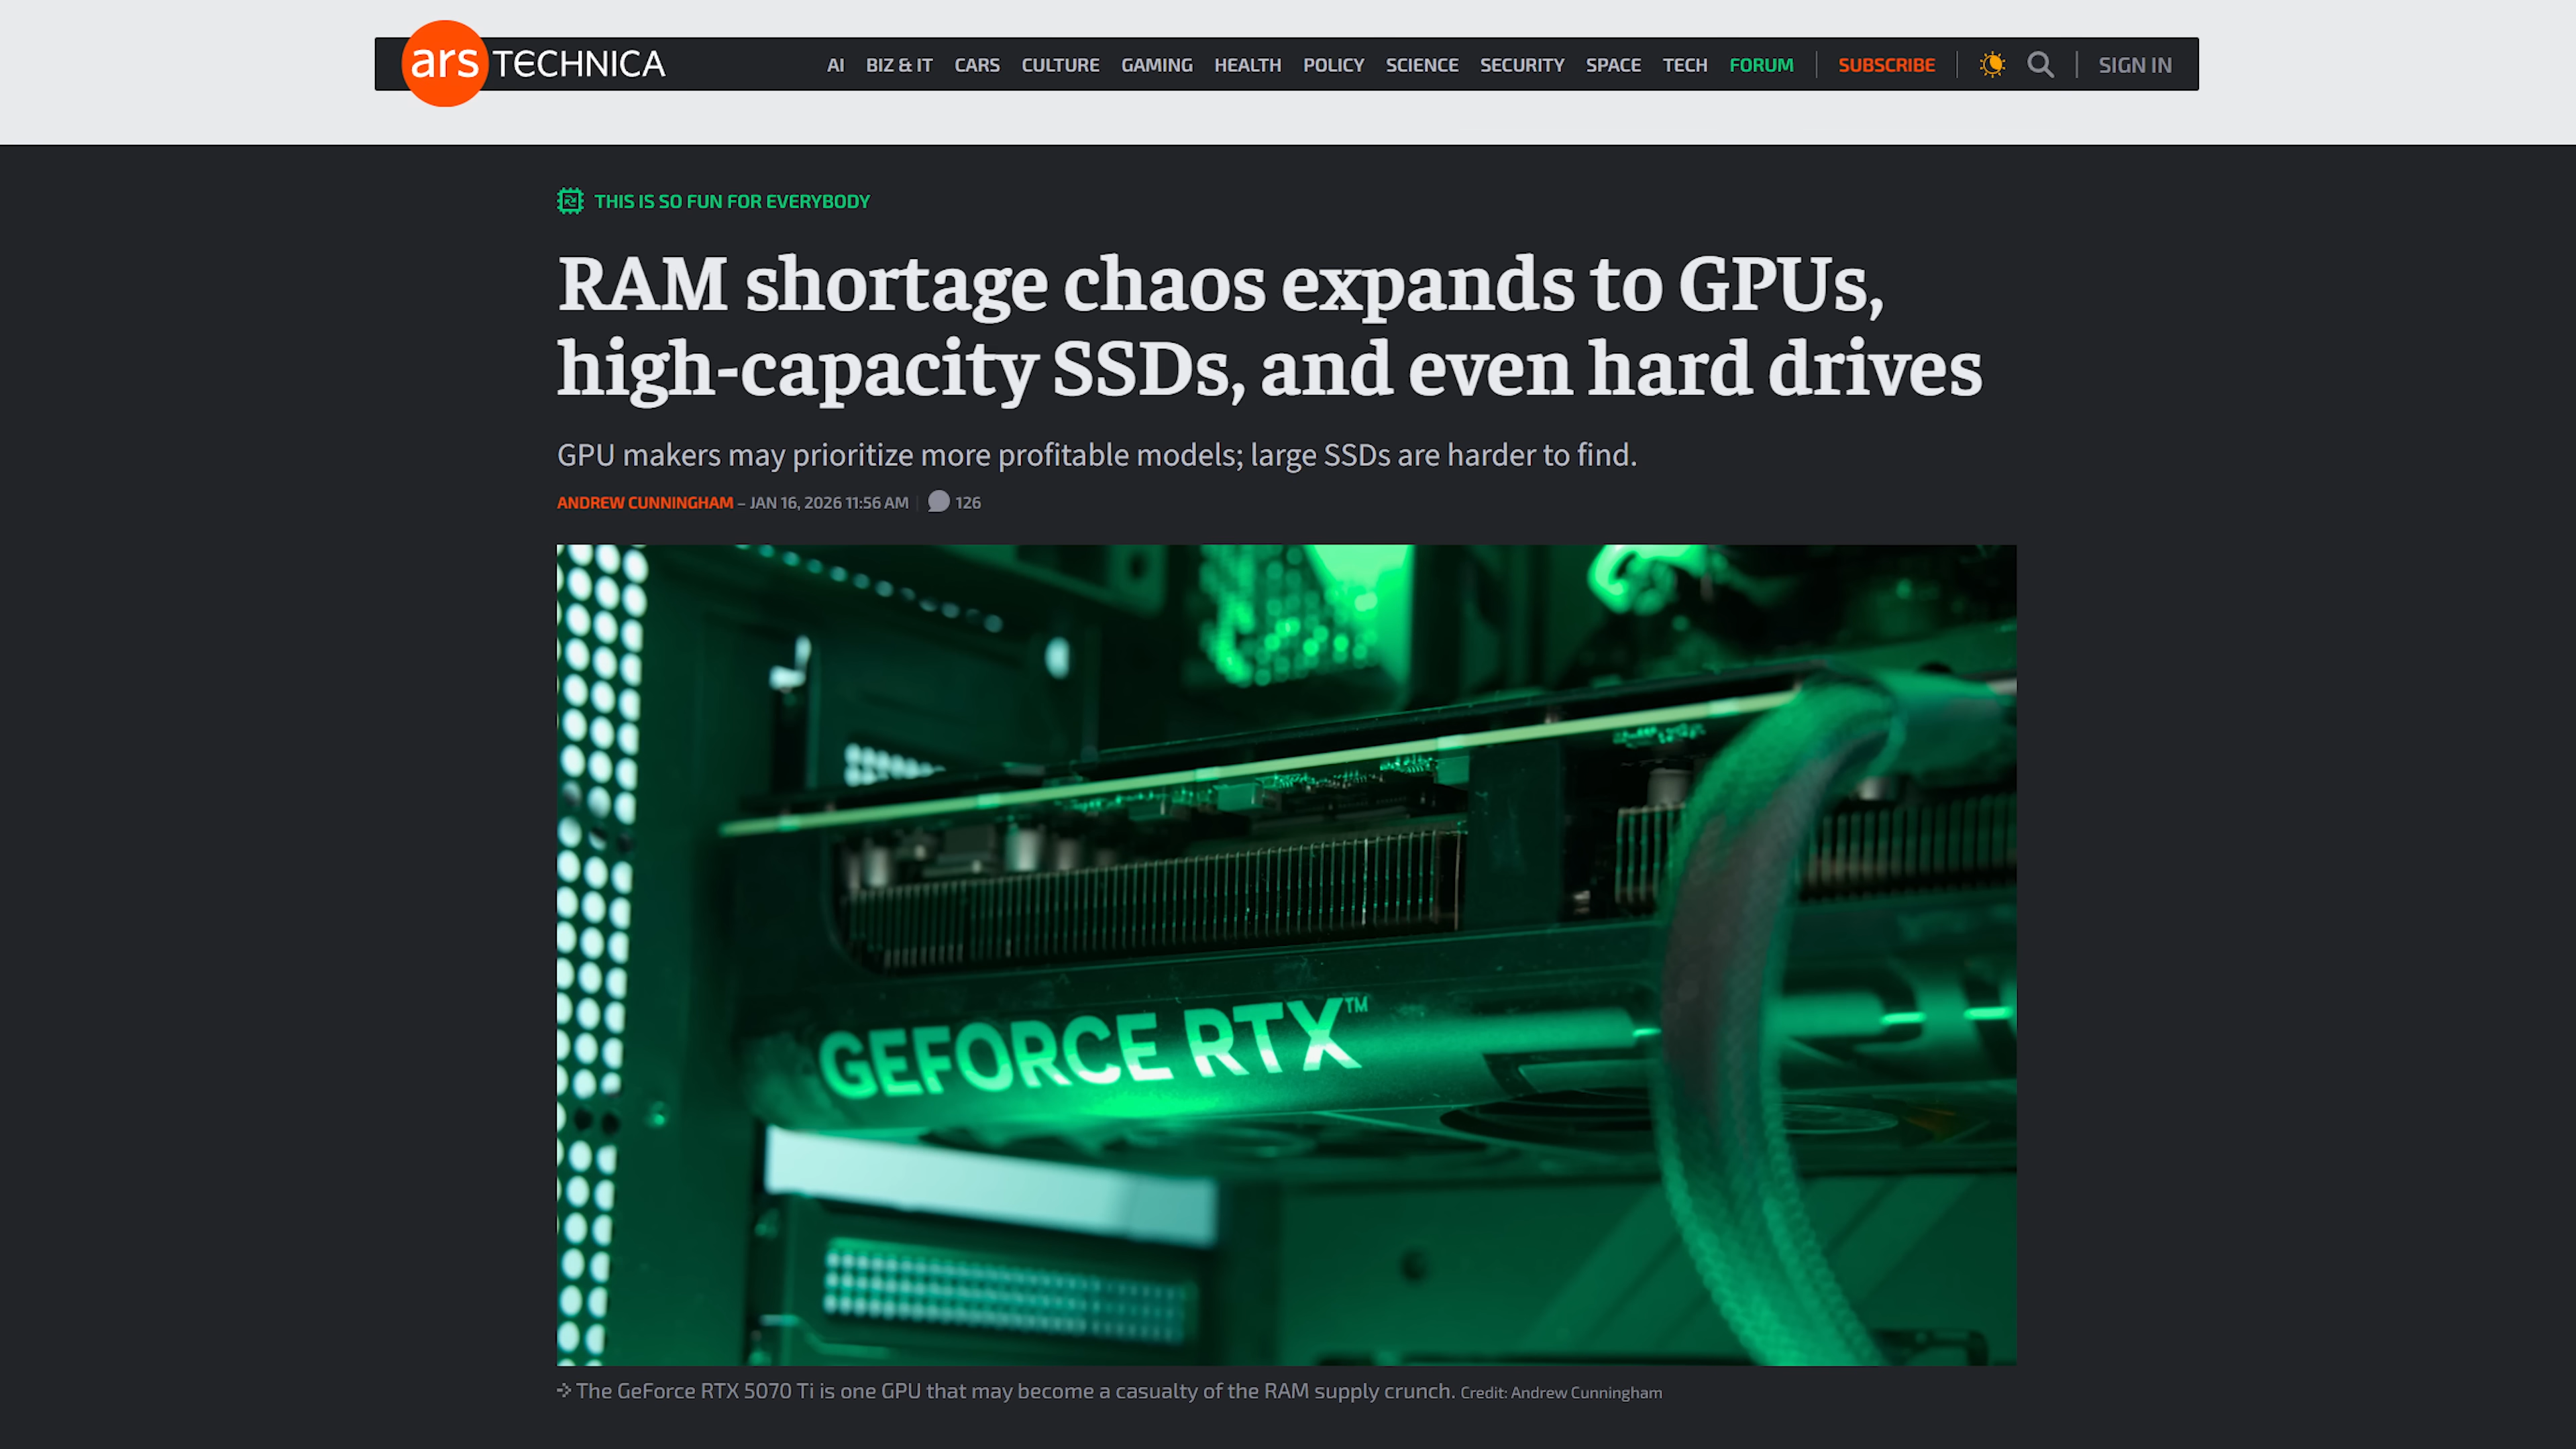 ars TECHNICA
AI BIZ & IT CARS CULTURE GAMING HEALTH POLICY SCIENCE SECURITY SPACE TECH FORUM SUBSCRIBE SIGN IN
THIS IS SO FUN FOR EVERYBODY
RAM shortage chaos expands to GPUs,
high-capacity SSDs, and even hard drives
GPU makers may prioritize more profitable models; large SSDs are harder to find.
ANDREW CUNNINGHAM – JAN 16, 2026 11:56 AM 126
GEFORCE RTX™
The GeForce RTX 5070 Ti is one GPU that may become a casualty of the RAM supply crunch. Credit: Andrew Cunningham